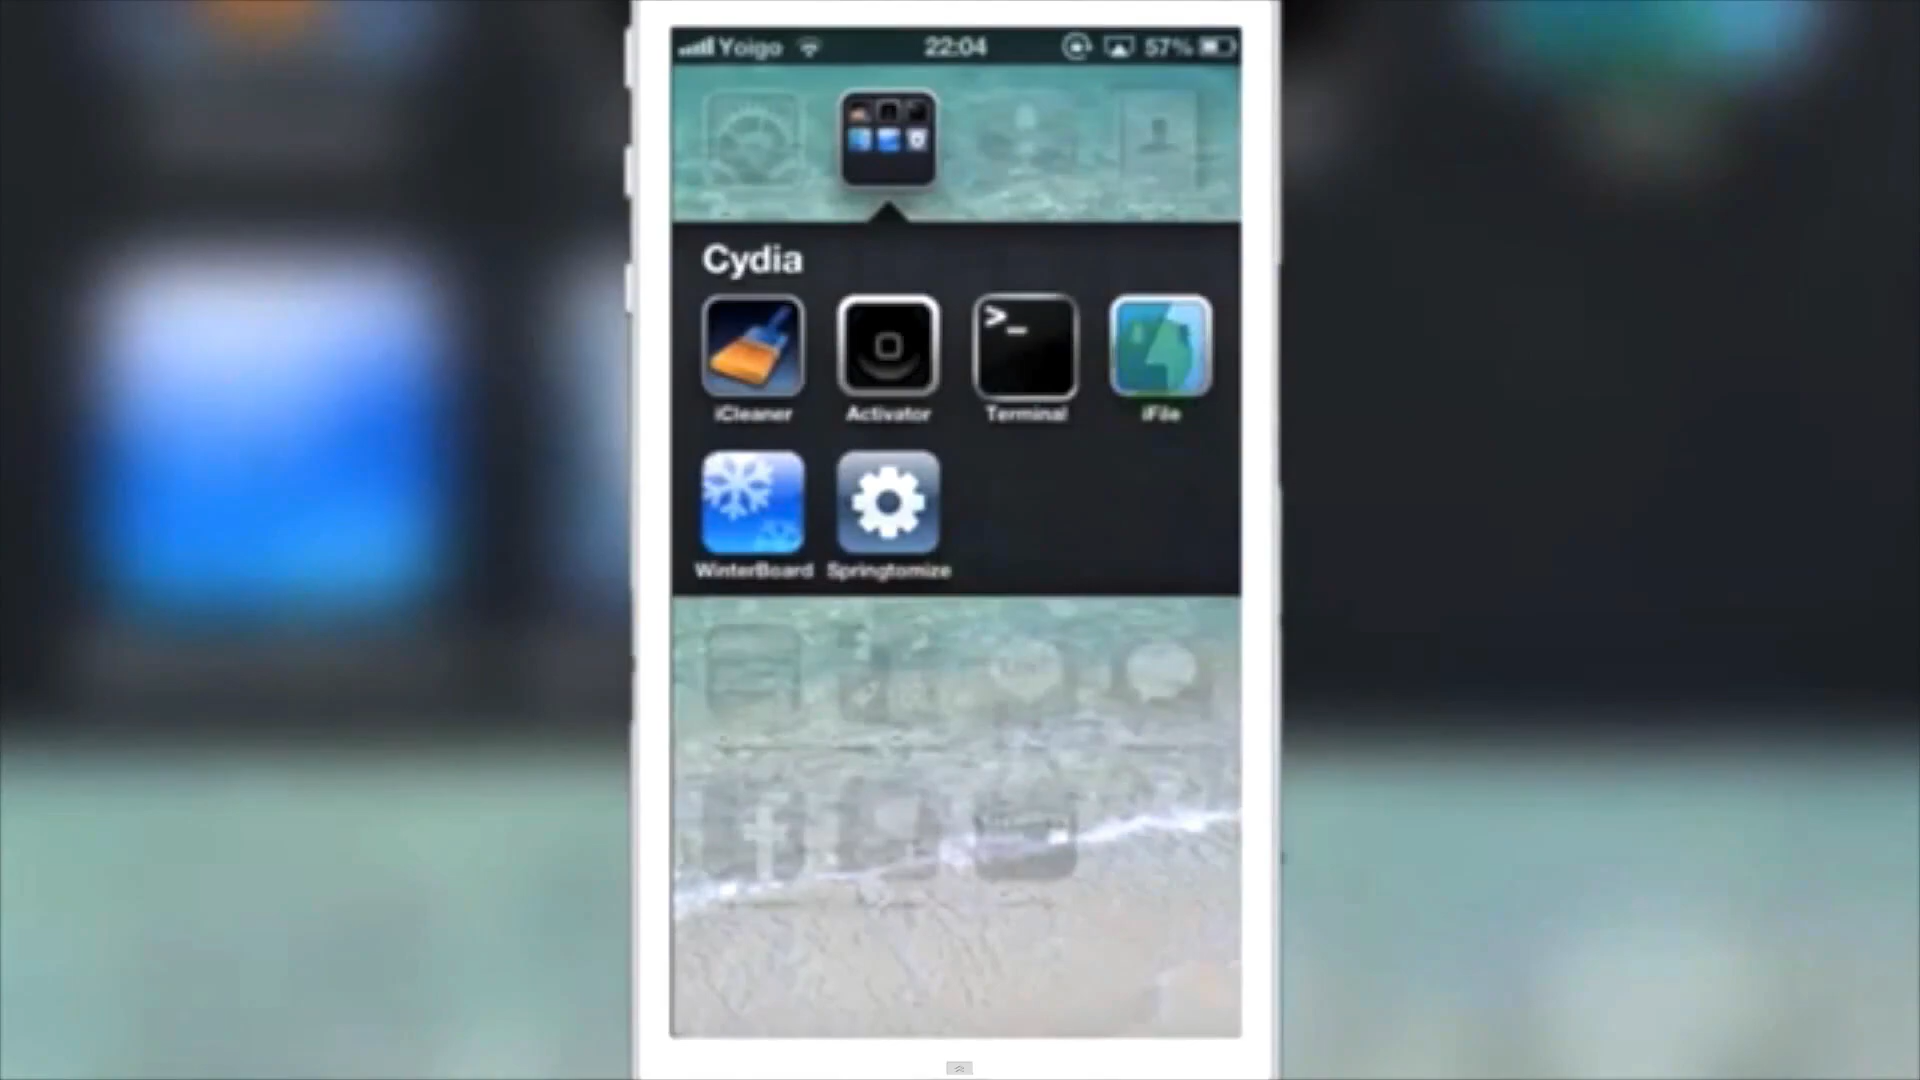 Yoigo 22:04 57%
Cydia
iCleaner Activator Terminal iFile
>_
WinterBoard Springtomize